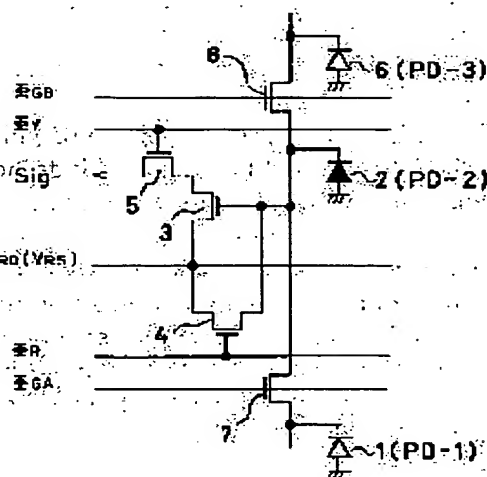 8
6 (PD-3)
ΦGB
ΦY
Sig
5
2 (PD-2)
3
RD(VRS)
4
ΦR
ΦGA
7
1 (PD-1)